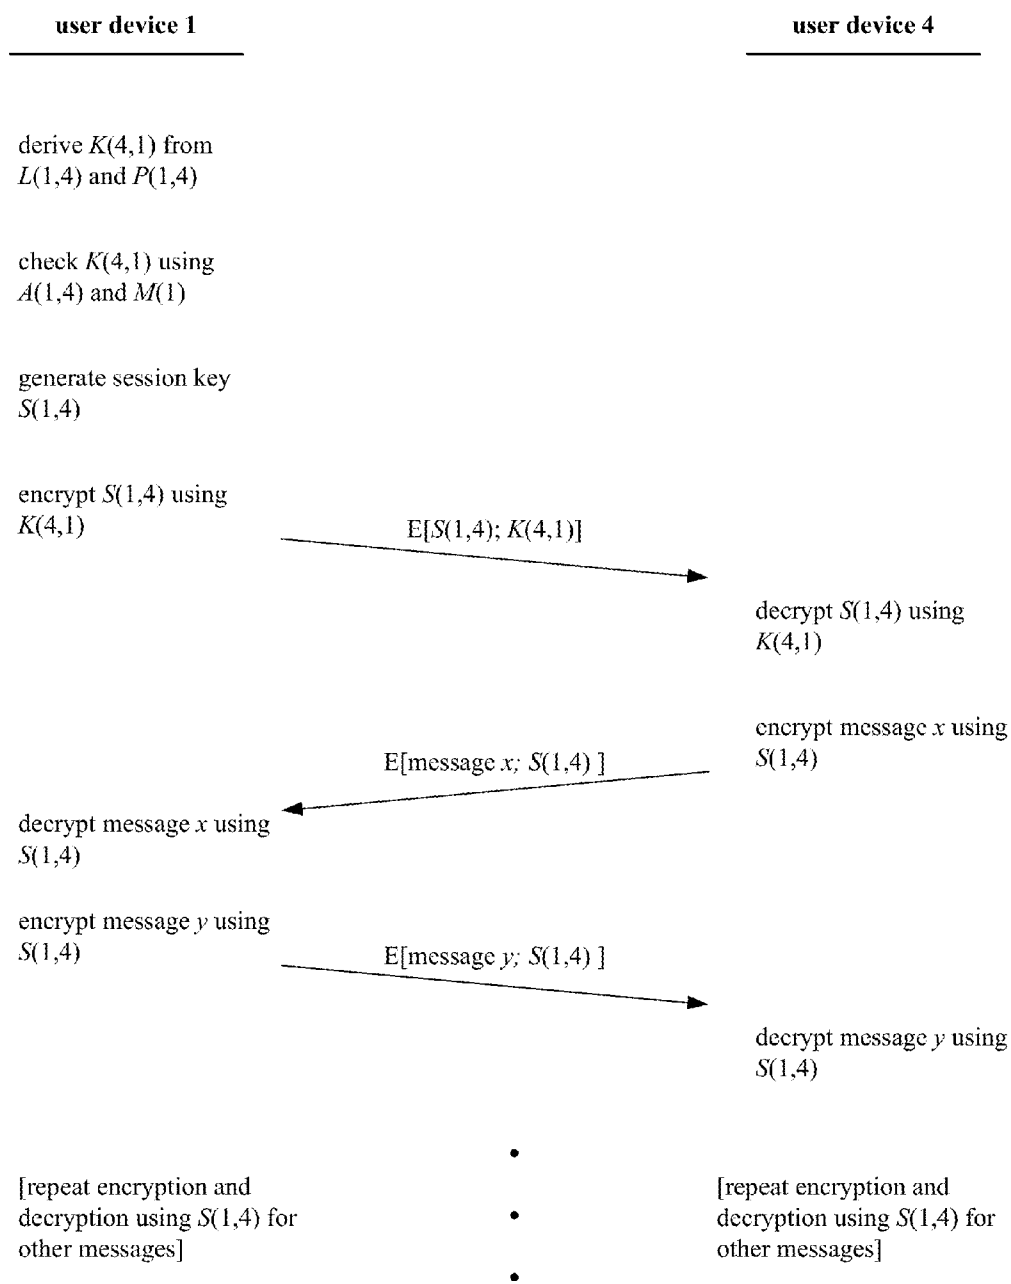 user device 1
user device 4
derive K(4,1) from
L(1,4) and P(1,4)
check K(4,1) using
A(1,4) and M(1)
generate session key
S(1,4)
encrypt S(1,4) using
K(4,1)
E[S(1,4); K(4,1)]
decrypt S(1,4) using
K(4,1)
encrypt message x using
S(1,4)
E[message x; S(1,4) ]
decrypt message x using
S(1,4)
encrypt message y using
S(1,4)
E[message y; S(1,4) ]
decrypt message y using
S(1,4)
[repeat encryption and
decryption using S(1,4) for
other messages]
[repeat encryption and
decryption using S(1,4) for
other messages]